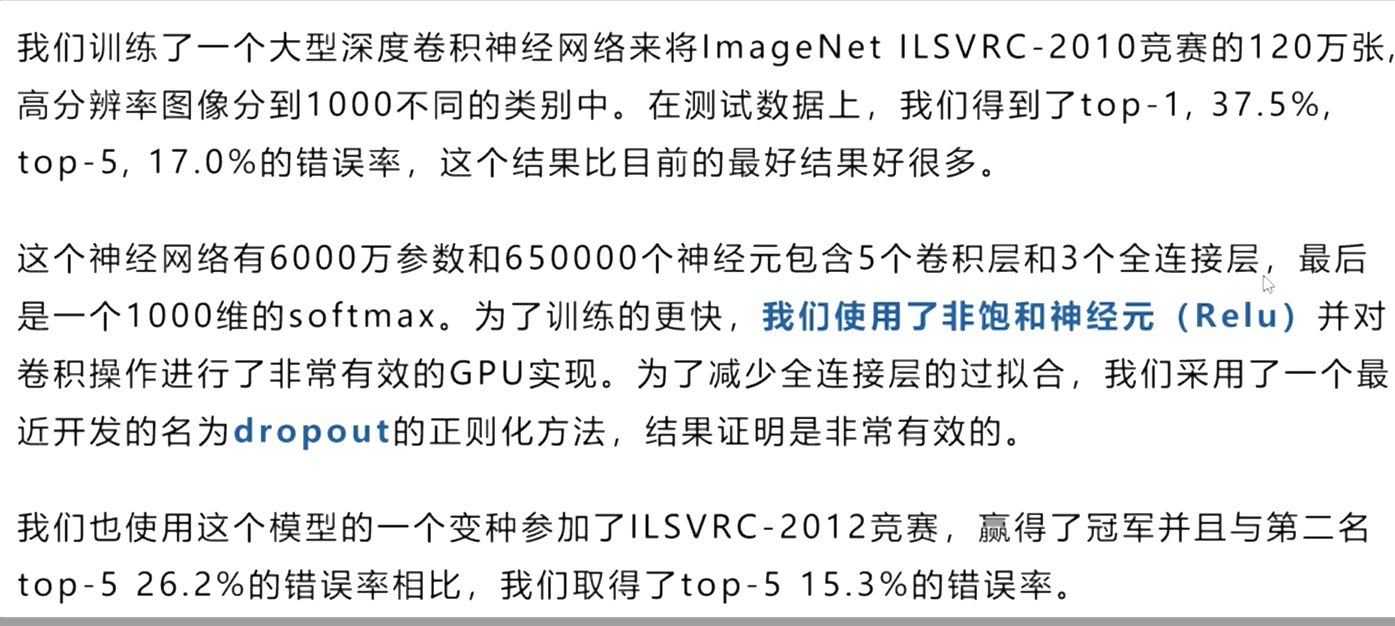 我们训练了一个大型深度卷积神经网络来将ImageNet ILSVRC-2010竞赛的120万张,
高分辨率图像分到1000不同的类别中。在测试数据上，我们得到了top-1, 37.5%,
top-5, 17.0%的错误率，这个结果比目前的最好结果好很多。
这个神经网络有6000万参数和650000个神经元包含5个卷积层和3个全连接层，最后
是一个1000维的softmax。为了训练的更快，我们使用了非饱和神经元（Relu）并对
卷积操作进行了非常有效的GPU实现。为了减少全连接层的过拟合，我们采用了一个最
近开发的名为dropout的正则化方法，结果证明是非常有效的。
我们也使用这个模型的一个变种参加了ILSVRC-2012竞赛，赢得了冠军并且与第二名
top-5 26.2%的错误率相比，我们取得了top-5 15.3%的错误率。